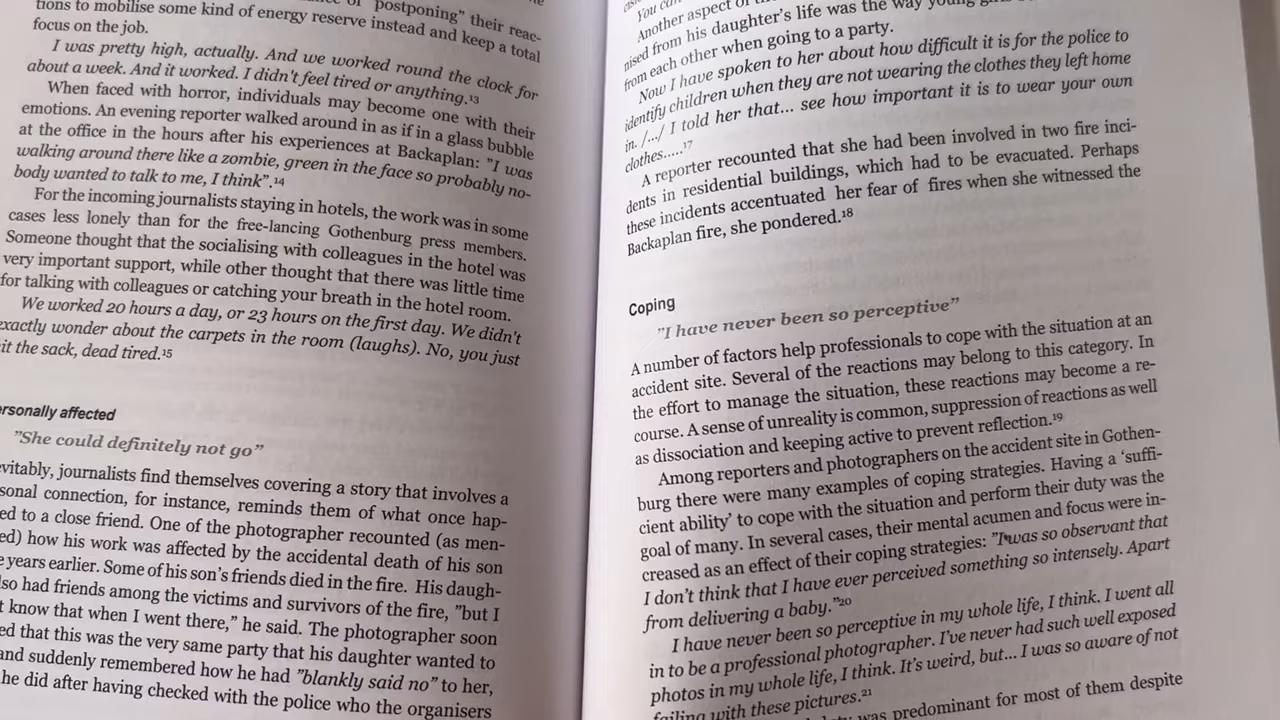 "postponing" their reac-
tions to mobilise some kind of energy reserve instead and keep a total
focus on the job.
I was pretty high, actually. And we worked round the clock for
about a week. And it worked. I didn't feel tired or anything.13
When faced with horror, individuals may become one with their
emotions. An evening reporter walked around in as if in a glass bubble
at the office in the hours after his experiences at Backaplan: "I was
walking around there like a zombie, green in the face so probably no-
body wanted to talk to me, I think".14
For the incoming journalists staying in hotels, the work was in some
cases less lonely than for the free-lancing Gothenburg press members.
Someone thought that the socialising with colleagues in the hotel was
very important support, while other thought that there was little time
for talking with colleagues or catching your breath in the hotel room.
We worked 20 hours a day, or 23 hours on the first day. We didn't
exactly wonder about the carpets in the room (laughs). No, you just
it the sack, dead tired.15
ersonally affected
"She could definitely not go"
evitably, journalists find themselves covering a story that involves a
sonal connection, for instance, reminds them of what once hap-
ed to a close friend. One of the photographer recounted (as men-
ed) how his work was affected by the accidental death of his son
years earlier. Some of his son's friends died in the fire. His daugh-
lso had friends among the victims and survivors of the fire, "but I
t know that when I went there," he said. The photographer soon
ed that this was the very same party that his daughter wanted to
and suddenly remembered how he had "blankly said no" to her,
he did after having checked with the police who the organisers
You can
Another aspect of
nised from his daughter's life was the way young girls
from each other when going to a party.
Now I have spoken to her about how difficult it is for the police to
identify children when they are not wearing the clothes they left home
in. /../ I told her that... see how important it is to wear your own
clothes.....17
A reporter recounted that she had been involved in two fire inci-
dents in residential buildings, which had to be evacuated. Perhaps
these incidents accentuated her fear of fires when she witnessed the
Backaplan fire, she pondered.18
Coping
"I have never been so perceptive"
A number of factors help professionals to cope with the situation at an
accident site. Several of the reactions may belong to this category. In
the effort to manage the situation, these reactions may become a re-
course. A sense of unreality is common, suppression of reactions as well
as dissociation and keeping active to prevent reflection.19
Among reporters and photographers on the accident site in Gothen-
burg there were many examples of coping strategies. Having a 'suffi-
cient ability' to cope with the situation and perform their duty was the
goal of many. In several cases, their mental acumen and focus were in-
creased as an effect of their coping strategies: "I was so observant that
I don't think that I have ever perceived something so intensely. Apart
from delivering a baby."20
I have never been so perceptive in my whole life, I think. I went all
in to be a professional photographer. I've never had such well exposed
photos in my whole life, I think. It's weird, but... I was so aware of not
failing with these pictures.21
was predominant for most of them despite